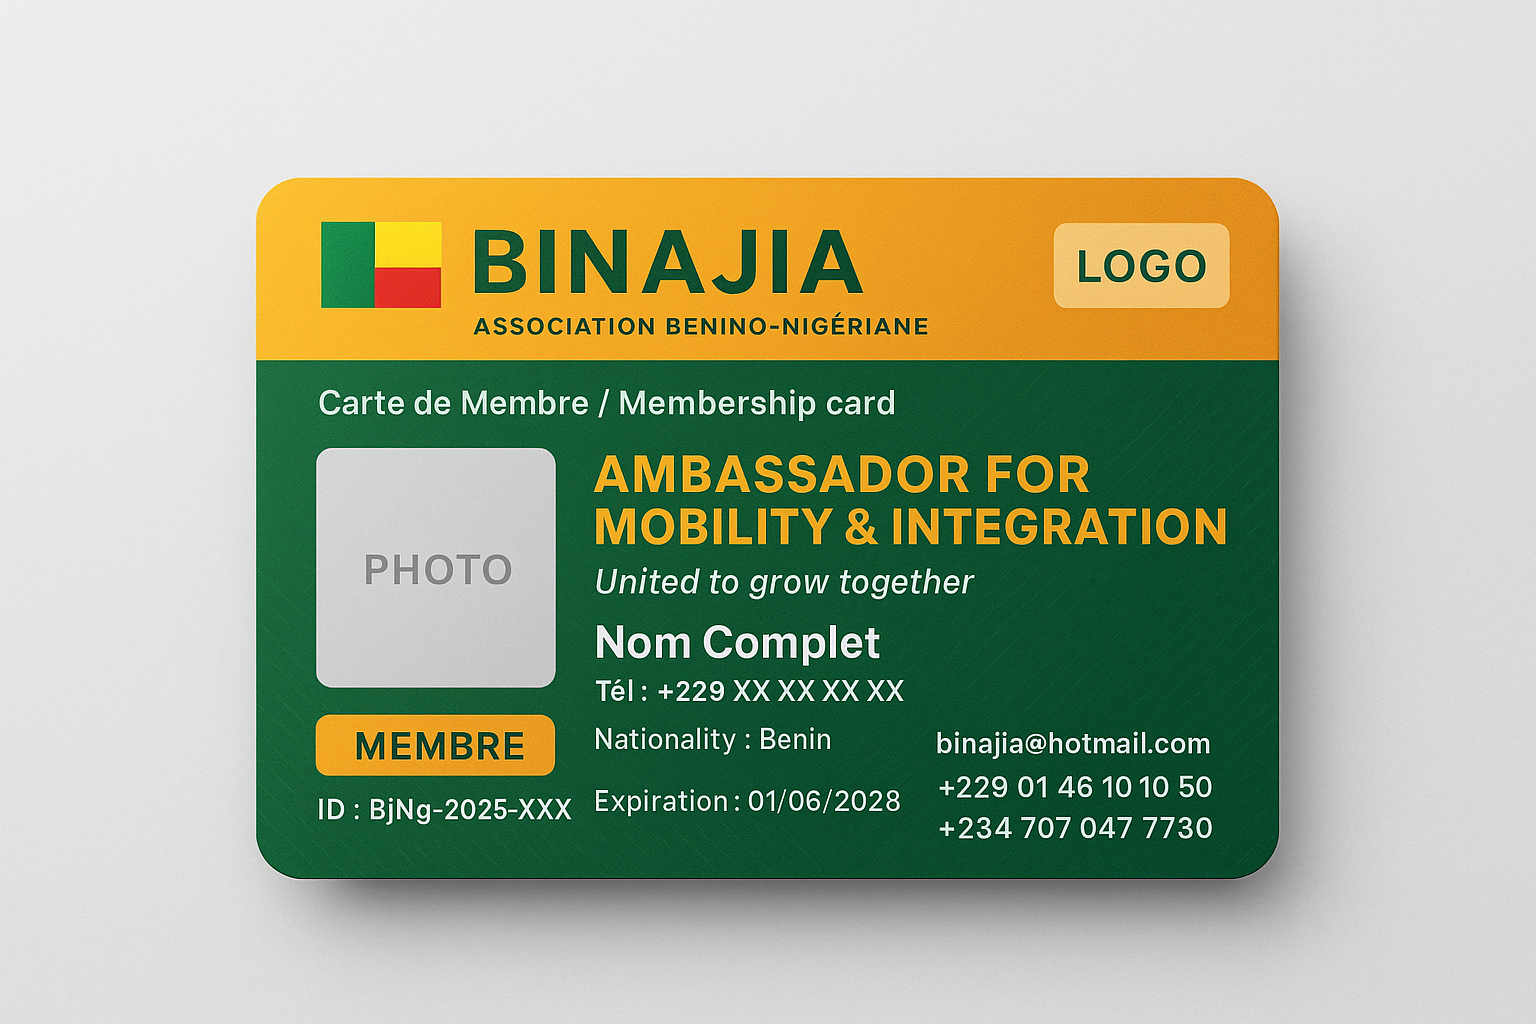 BINAJIA
ASSOCIATION BENINO-NIGÉRIANE
LOGO
Carte de Membre / Membership card
PHOTO
AMBASSADOR FOR
MOBILITY & INTEGRATION
United to grow together
Nom Complet
Tél : +229 XX XX XX XX
Nationality : Benin
Expiration : 01/06/2028
MEMBRE
ID : BjNg-2025-XXX
binajia@hotmail.com
+229 01 46 10 10 50
+234 707 047 7730